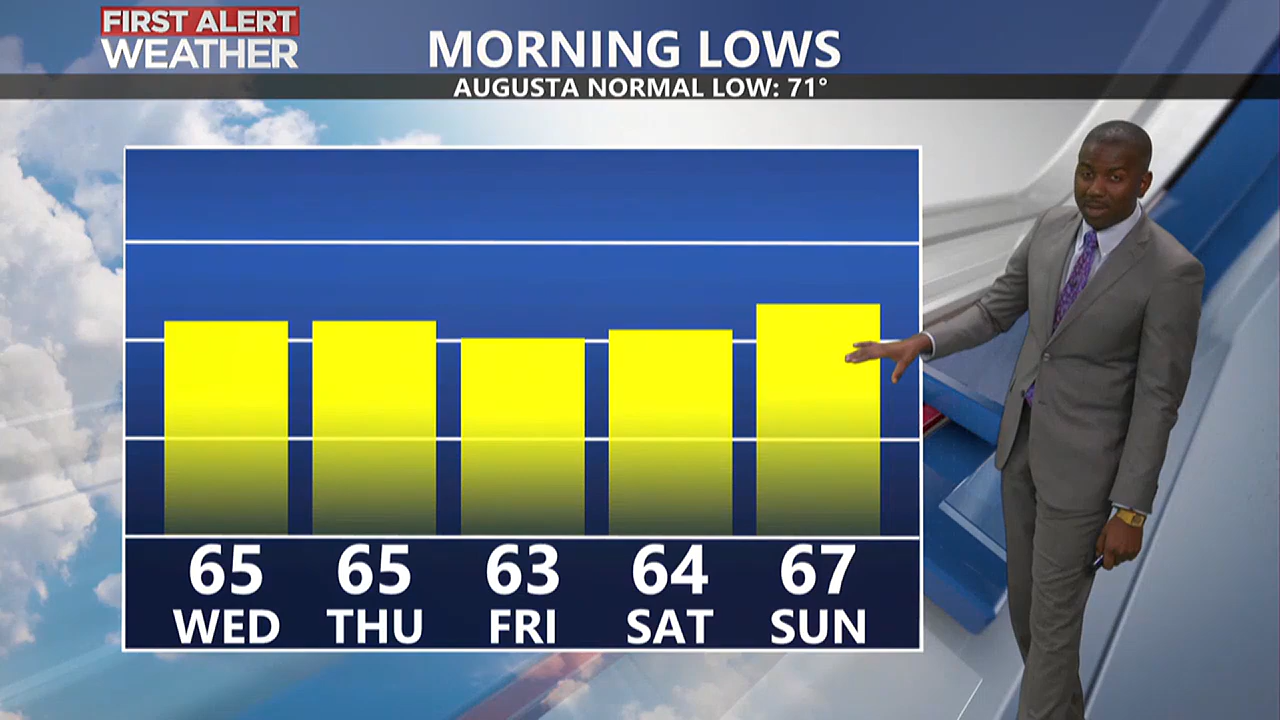 FIRST ALERT
WEATHER
MORNING LOWS
AUGUSTA NORMAL LOW: 71°
65 65 63 64 67
WED THU FRI SAT SUN